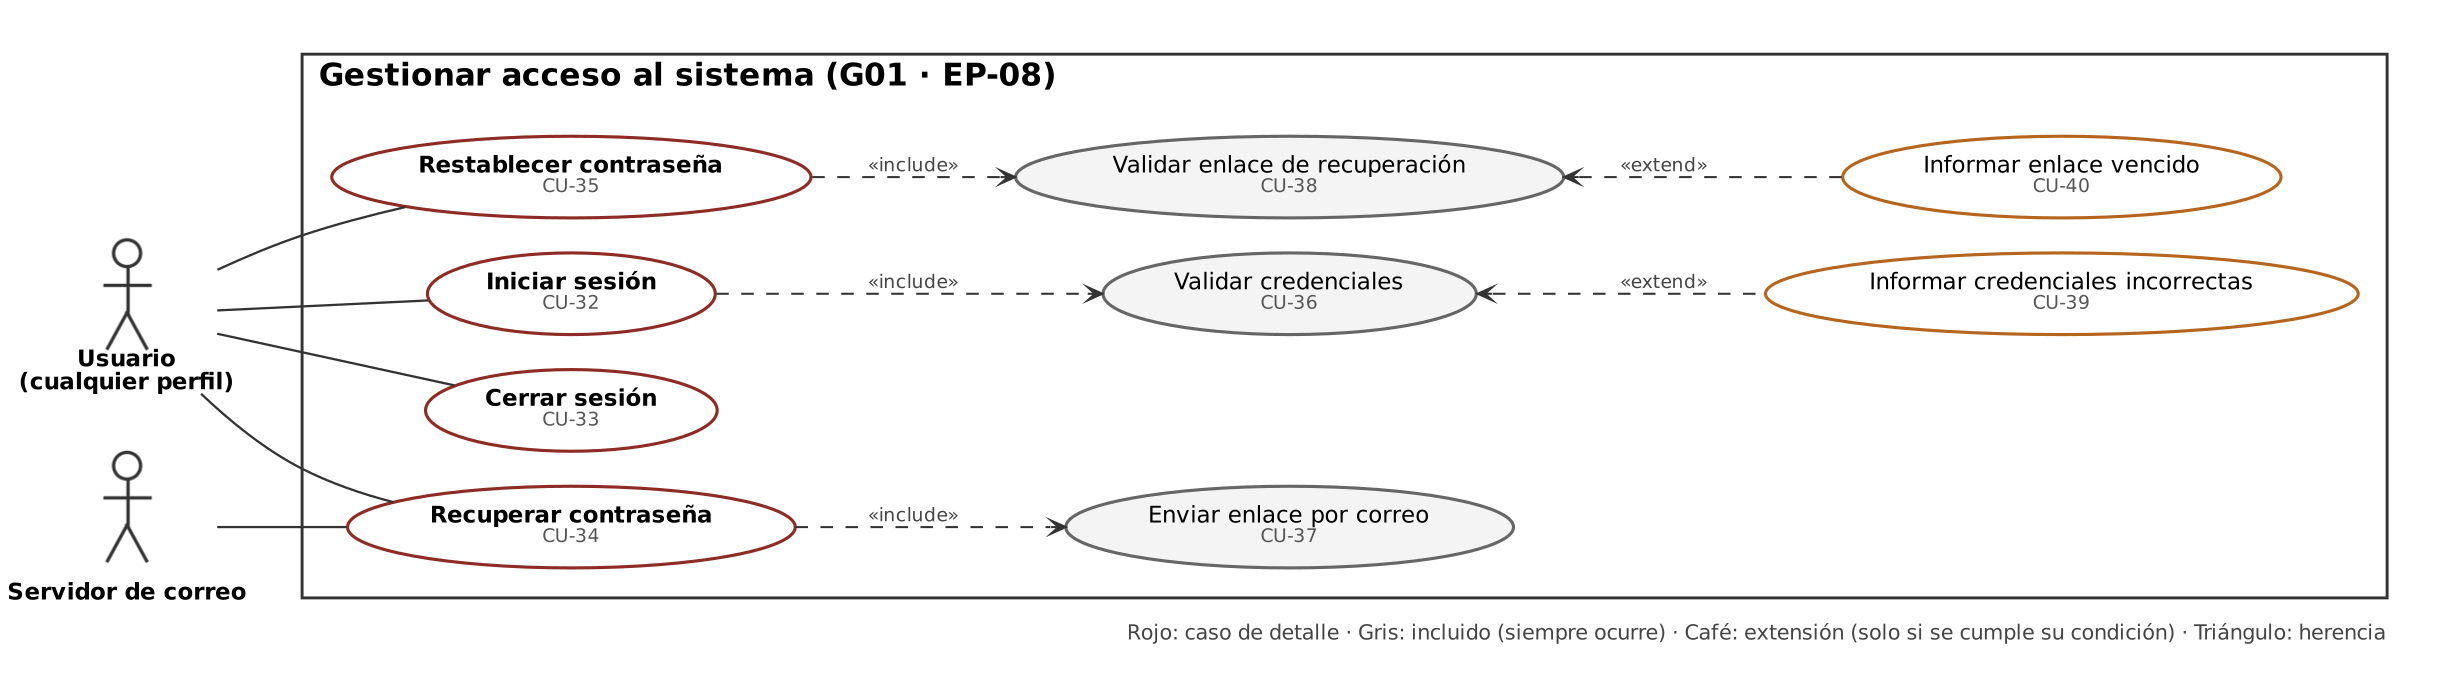 Gestionar acceso al sistema (G01 · EP-08)
Restablecer contraseña
CU-35
«include»
Validar enlace de recuperación
CU-38
«extend»
Informar enlace vencido
CU-40
Iniciar sesión
CU-32
«include»
Validar credenciales
CU-36
«extend»
Informar credenciales incorrectas
CU-39
Usuario
(cualquier perfil)
Cerrar sesión
CU-33
Recuperar contraseña
CU-34
«include»
Enviar enlace por correo
CU-37
Servidor de correo
Rojo: caso de detalle · Gris: incluido (siempre ocurre) · Café: extensión (solo si se cumple su condición) · Triángulo: herencia